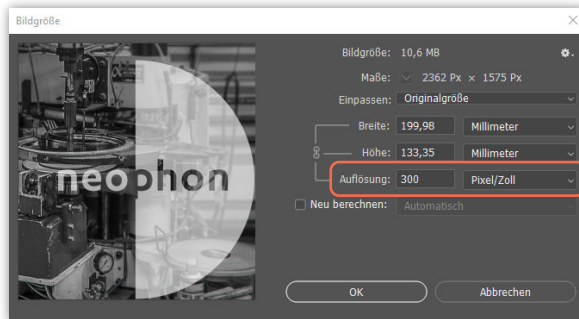 Bildgröße
Bildgröße: 10,6 MB
Maße: 2362 Px × 1575 Px
Einpassen: Originalgröße
Breite: 199,98 Millimeter
Höhe: 133,35 Millimeter
Auflösung: 300 Pixel/Zoll
Neu berechnen: Automatisch
neophon
OK Abbrechen